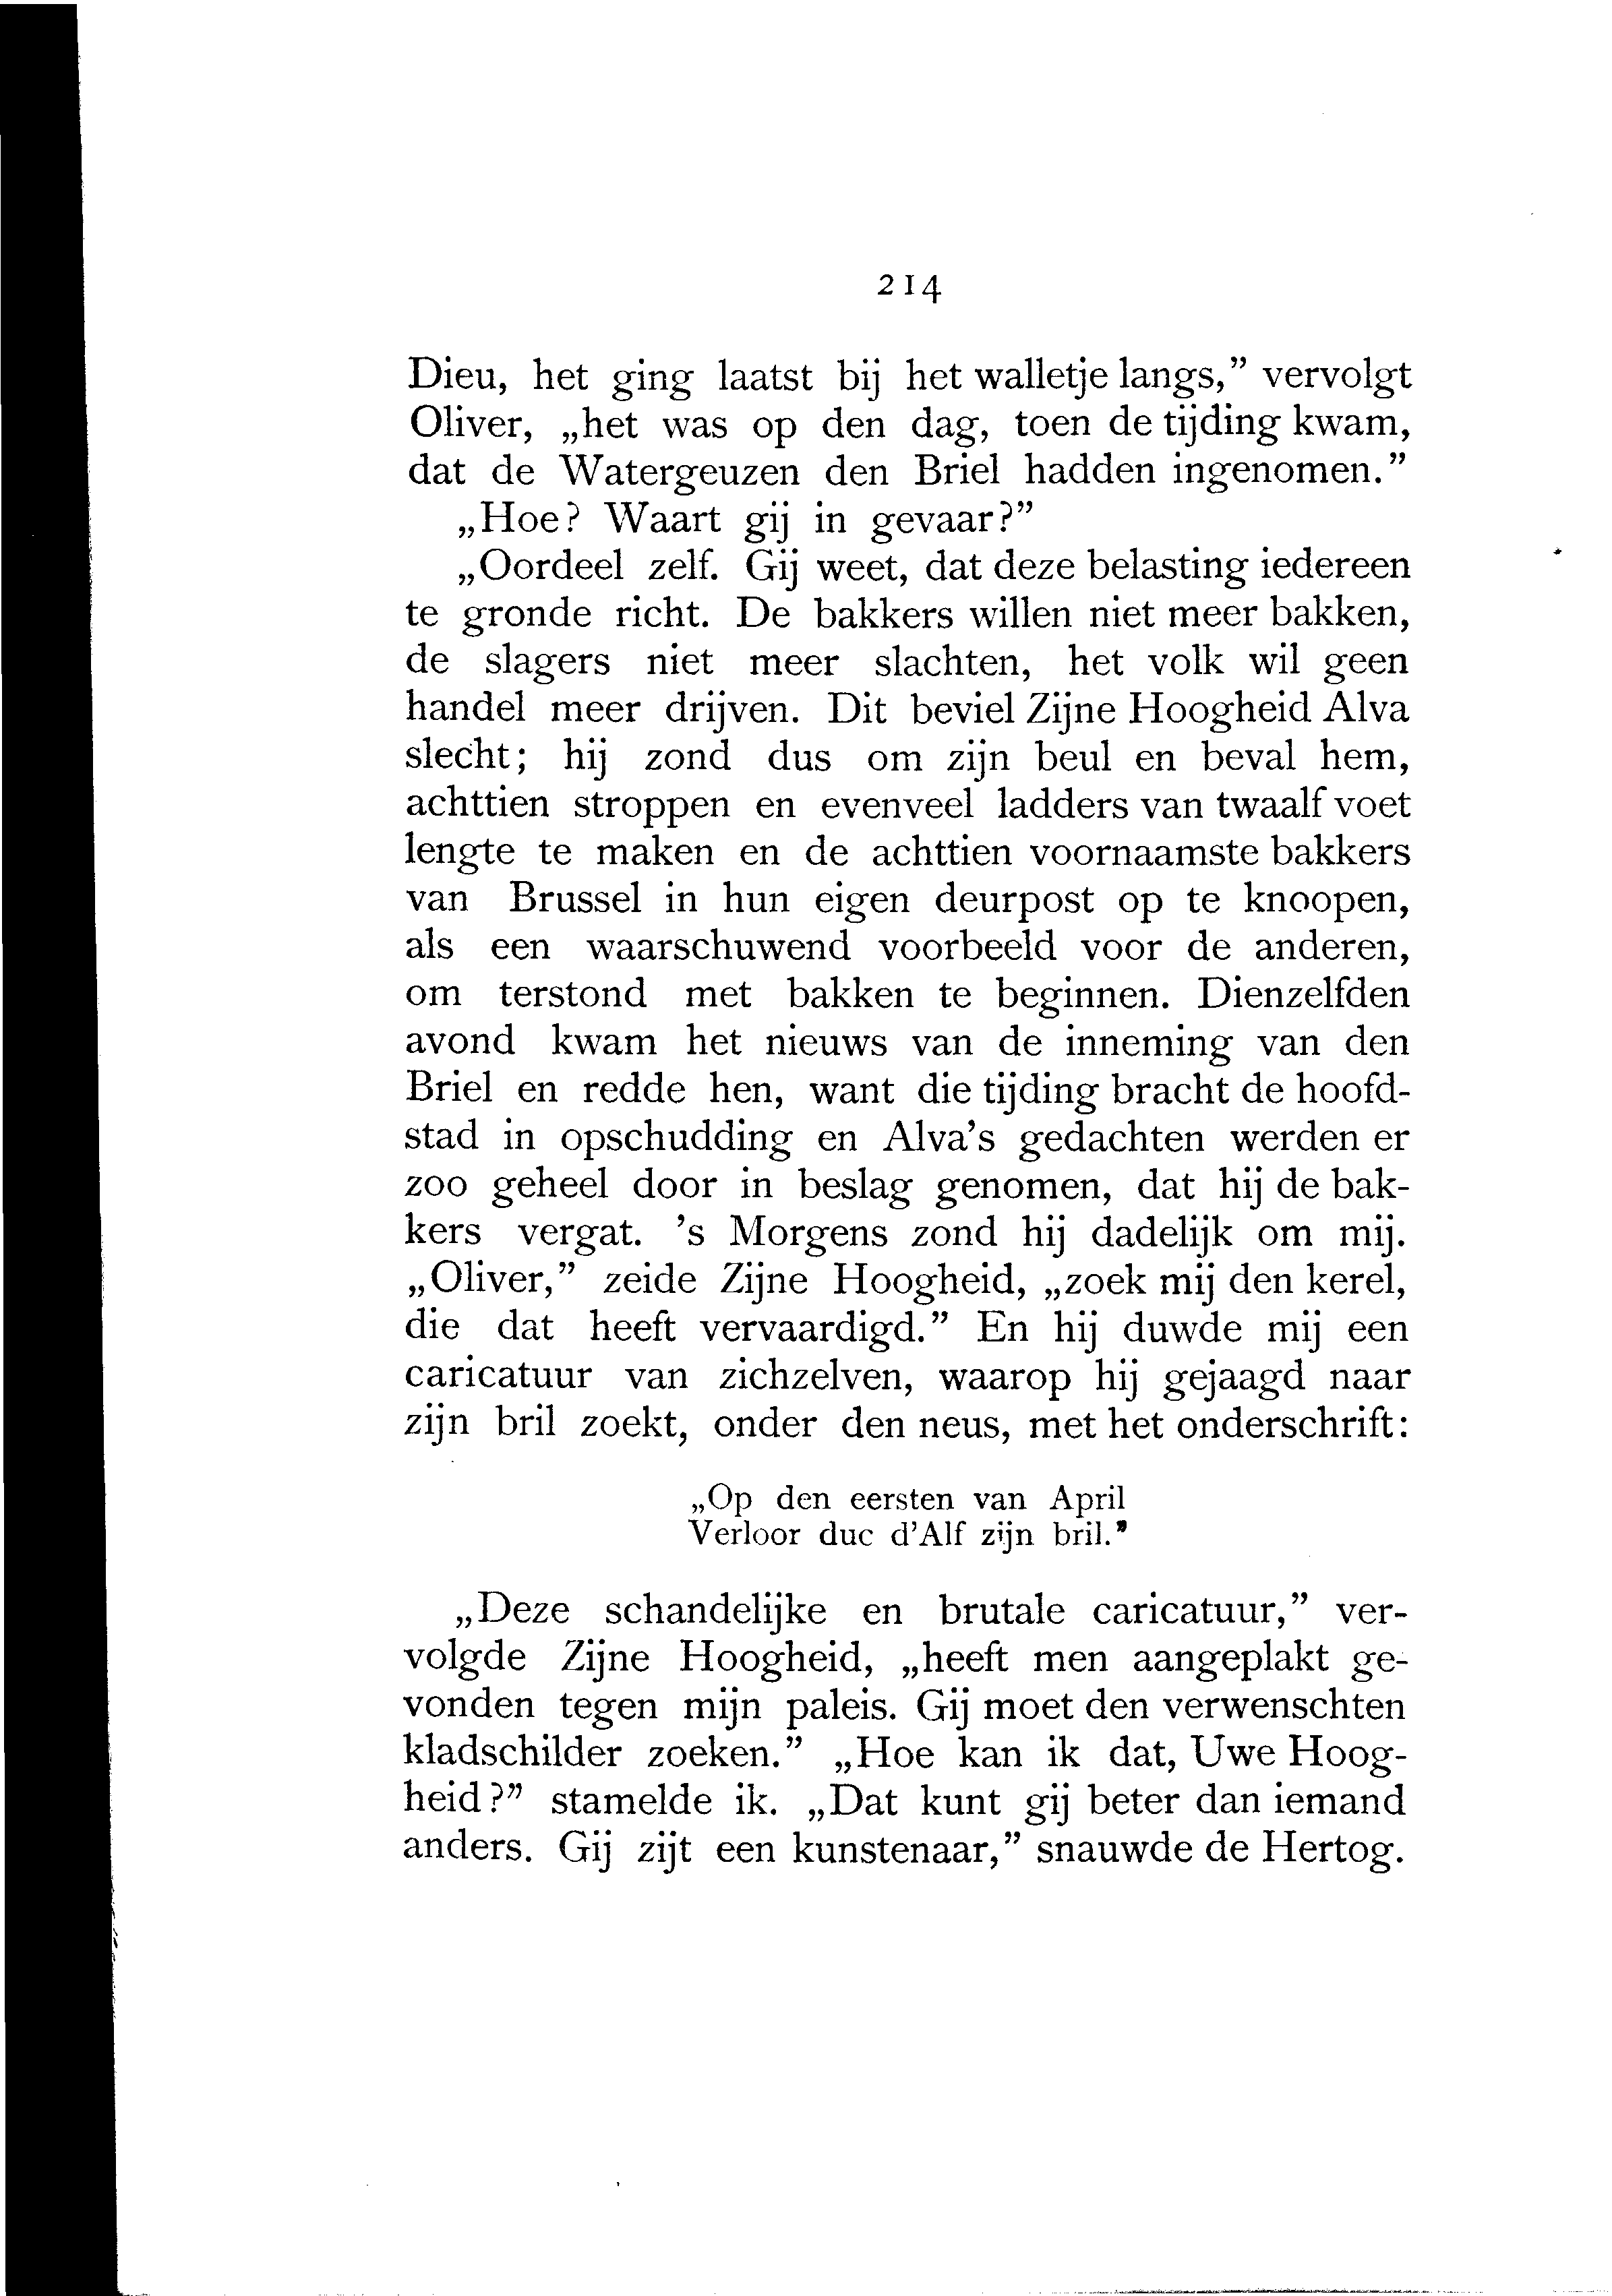 214
Dieu, het ging laatst bij het walletje langs,” vervolgt
Oliver, „het was op den dag, toen de tijding kwam,
dat de Watergeuzen den Briel hadden ingenomen.”
„Hoe? Waart gij in gevaar?”
„Oordeel zelf. Gij weet, dat deze belasting iedereen
te gronde richt. De bakkers willen niet meer bakken,
de slagers niet meer slachten, het volk wil geen
handel meer drijven. Dit beviel Zijne Hoogheid Alva
slecht; hij zond dus om zijn beul en beval hem,
achttien stroppen en evenveel ladders van twaalf voet
lengte te maken en de achttien voornaamste bakkers
van Brussel in hun eigen deurpost op te knoopen,
als een waarschuwend voorbeeld voor de anderen,
om terstond met bakken te beginnen. Dienzelfden
avond kwam het nieuws van de inneming van den
Briel en redde hen, want die tijding bracht de hoofd-
stad in opschudding en Alva’s gedachten werden er
zoo geheel door in beslag genomen, dat hij de bak-
kers vergat. ’s Morgens zond hij dadelijk om mij.
„Oliver,” zeide Zijne Hoogheid, „zoek mij den kerel,
die dat heeft vervaardigd.” En hij duwde mij een
caricatuur van zichzelven, waarop hij gejaagd naar
zijn bril zoekt, onder den neus, met het onderschrift:
„Op den eersten van April
Verloor duc d’Alf zijn bril.”
„Deze schandelijke en brutale caricatuur,” ver-
volgde Zijne Hoogheid, „heeft men aangeplakt ge-
vonden tegen mijn paleis. Gij moet den verwenschten
kladschilder zoeken.” „Hoe kan ik dat, Uwe Hoog-
heid?” stamelde ik. „Dat kunt gij beter dan iemand
anders. Gij zijt een kunstenaar,” snauwde de Hertog.